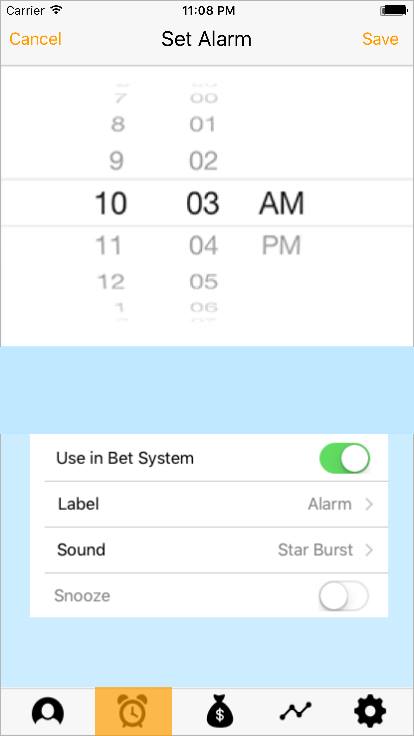 Carrier 11:08 PM
Cancel Set Alarm Save
7 00
8 01
9 02
10 03 AM
11 04 PM
12 05
1 06
Use in Bet System
Label Alarm >
Sound Star Burst >
Snooze
$